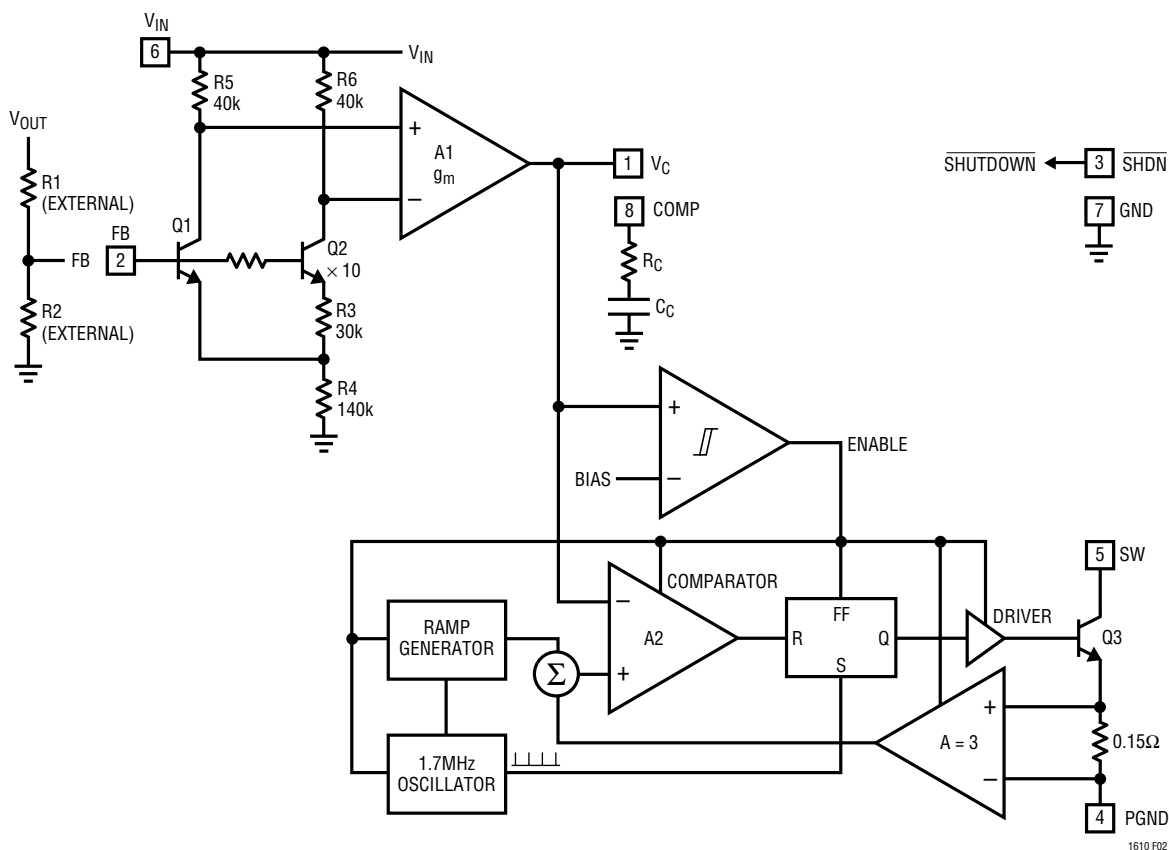 VIN
6
VIN
R5
40k
R6
40k
VOUT
R1
(EXTERNAL)
FB
R2
(EXTERNAL)
FB
2
Q1
Q2
× 10
R3
30k
R4
140k
+
−
A1
gm
1
VC
8
COMP
RC
CC
SHUTDOWN
3
SHDN
7
GND
+
−
BIAS
ENABLE
COMPARATOR
−
+
A2
RAMP
GENERATOR
Σ
1.7MHz
OSCILLATOR
FF
R
Q
S
DRIVER
5
SW
Q3
+
−
A = 3
0.15Ω
4
PGND
1610 F02